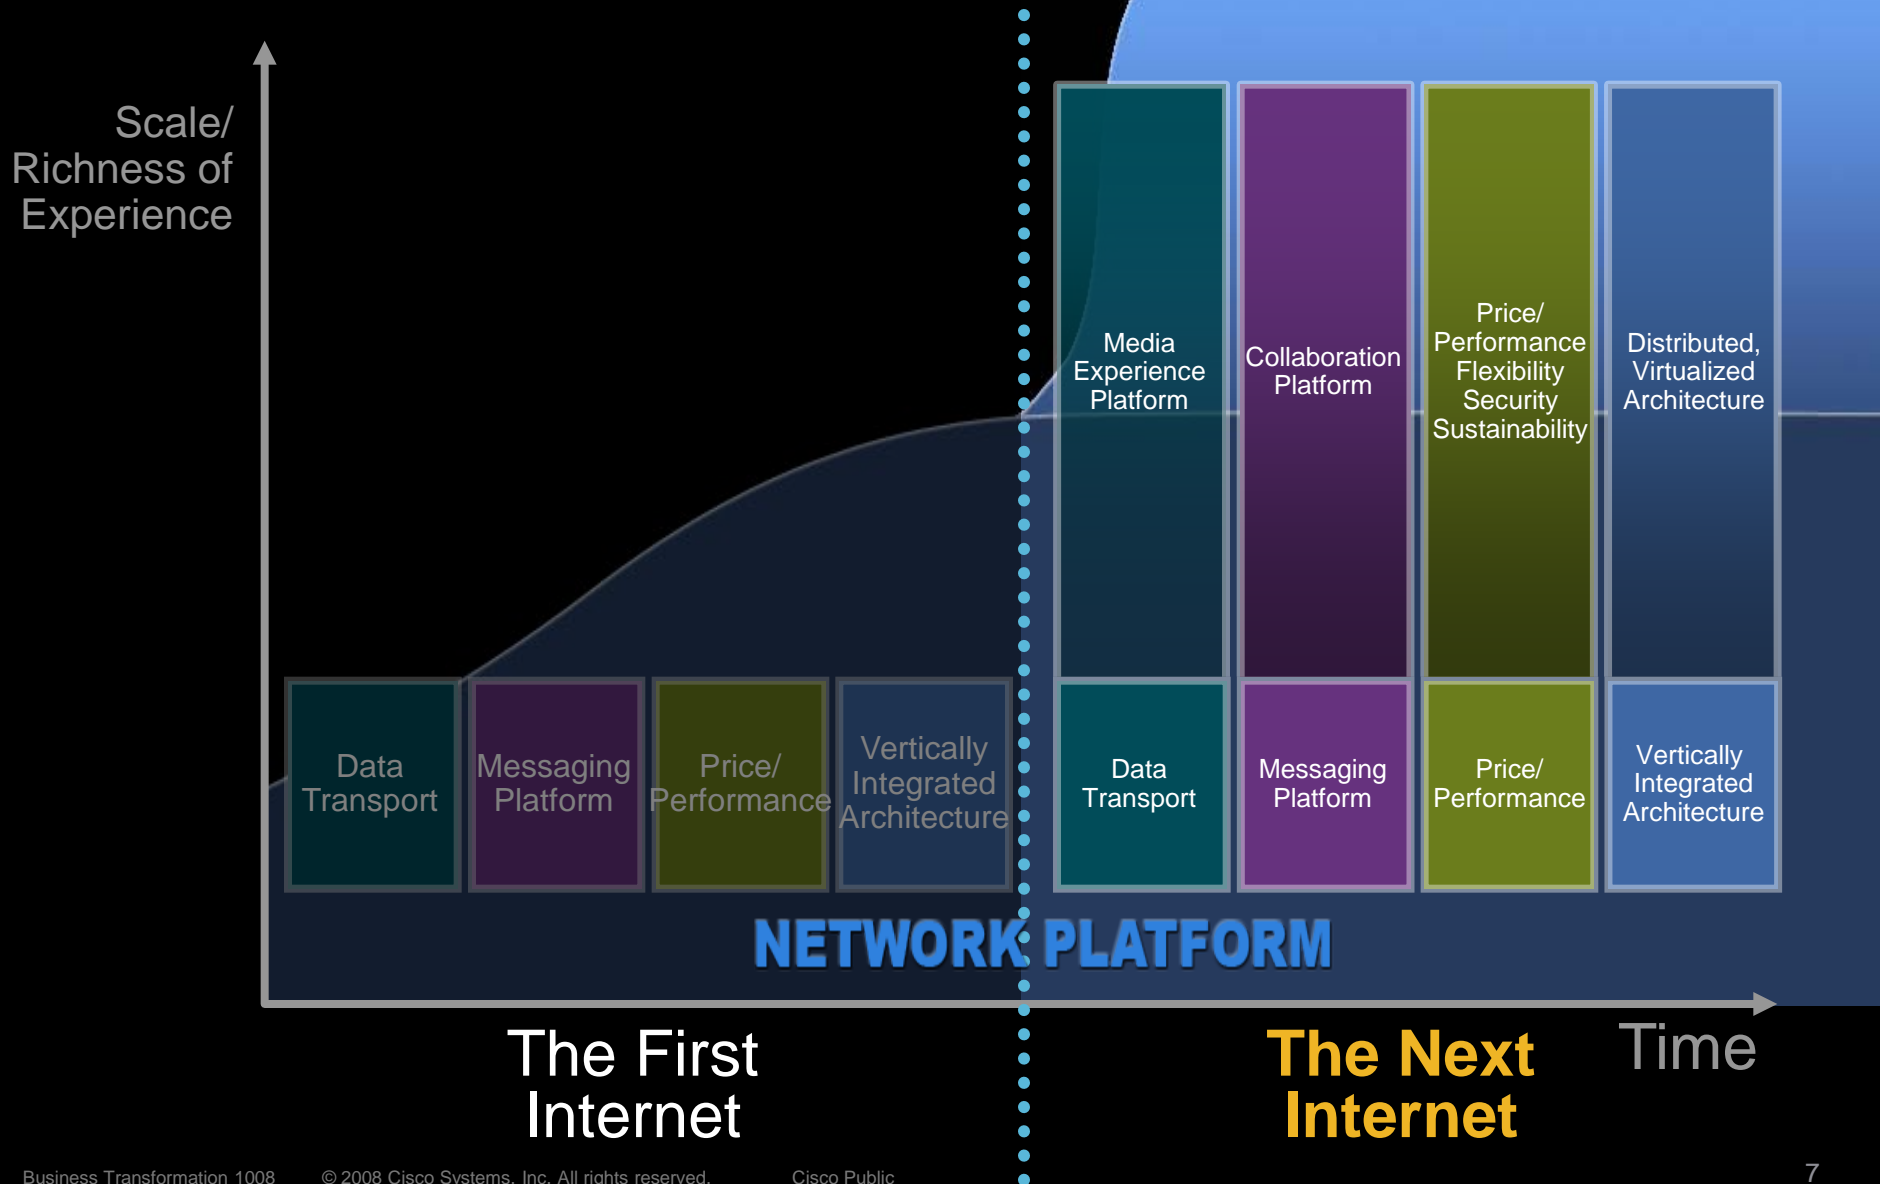 Scale/
Richness of
Experience
Media
Experience
Platform
Collaboration
Platform
Price/
Performance
Flexibility
Security
Sustainability
Distributed,
Virtualized
Architecture
Data
Transport
Messaging
Platform
Price/
Performance
Vertically
Integrated
Architecture
Data
Transport
Messaging
Platform
Price/
Performance
Vertically
Integrated
Architecture
NETWORK PLATFORM
The First
Internet
The Next
Internet
Time
Business Transformation 1008 © 2008 Cisco Systems, Inc. All rights reserved. Cisco Public 7